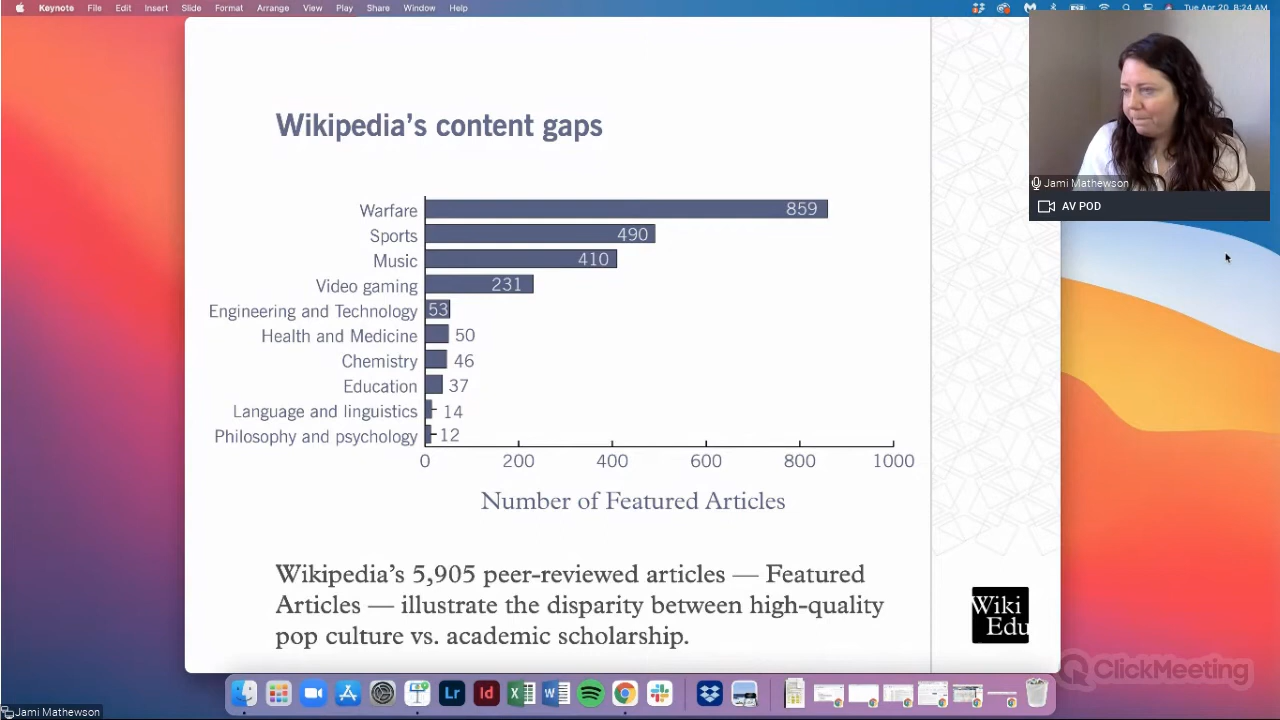 Keynote File Edit Insert Slide Format Arrange View Play Share Window Help
Tue Apr 20 8:24 AM
Jami Mathewson
AV POD
Wikipedia's content gaps
Warfare 859
Sports 490
Music 410
Video gaming 231
Engineering and Technology 53
Health and Medicine 50
Chemistry 46
Education 37
Language and linguistics 14
Philosophy and psychology 12
0 200 400 600 800 1000
Number of Featured Articles
Wikipedia's 5,905 peer-reviewed articles — Featured
Articles — illustrate the disparity between high-quality
pop culture vs. academic scholarship.
Wiki
Edu
ClickMeeting
Lr Id X W
Jami Mathewson